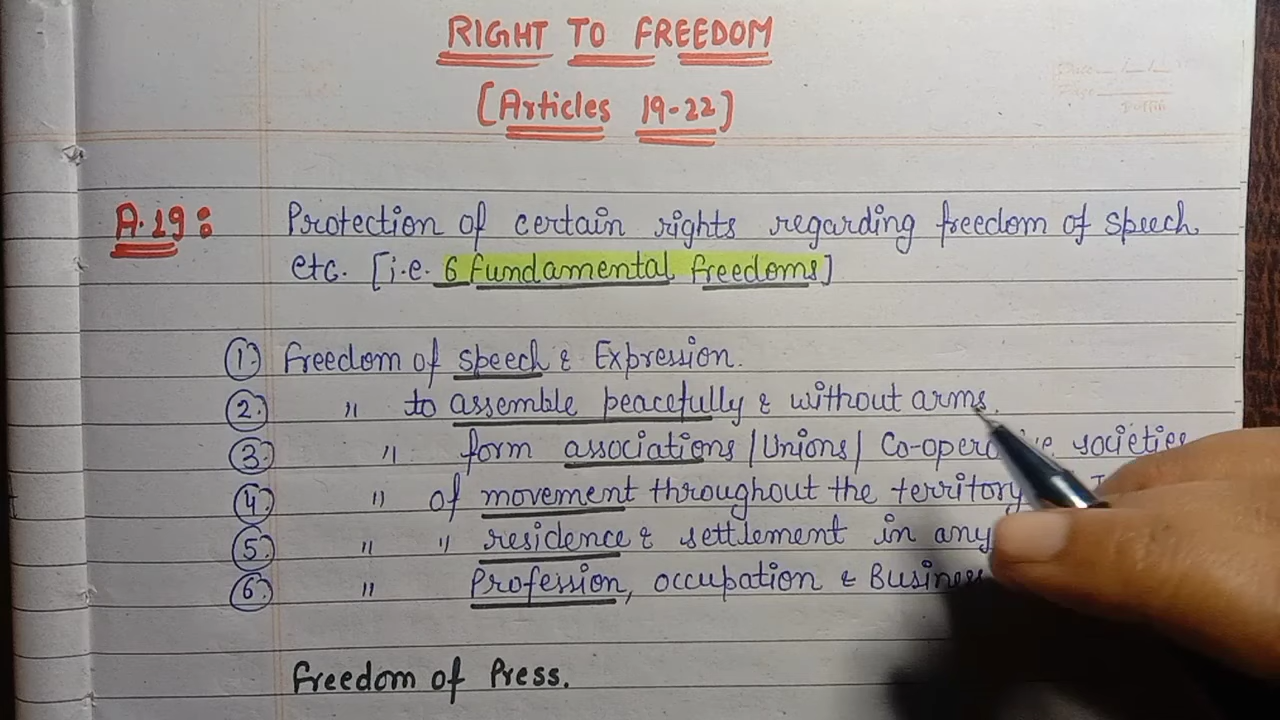 RIGHT TO FREEDOM
[Articles 19-22]
A.19: Protection of certain rights regarding freedom of speech
etc. [i.e. 6 fundamental freedoms]
1. Freedom of speech & Expression.
2. " to assemble peacefully & without arms.
3. " form associations/Unions/ Co-operative societies
4. " of movement throughout the territory
5. " " residence & settlement in any
6. " Profession, occupation & Business
Freedom of Press.